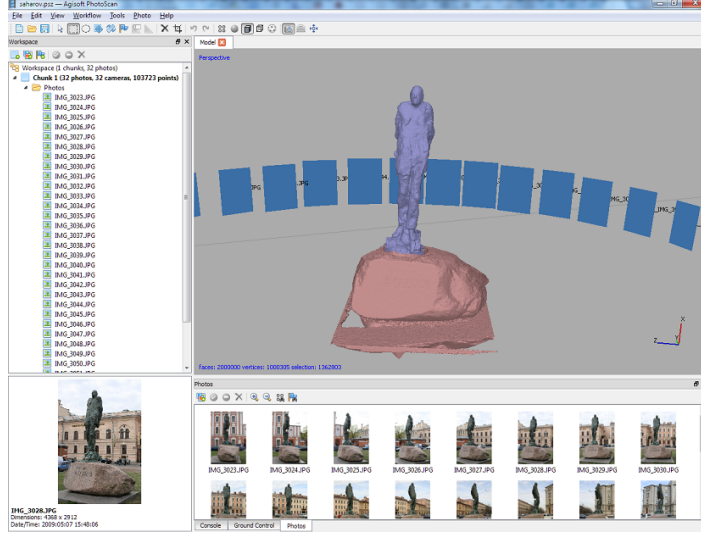 saharov.psz — Agisoft PhotoScan
File Edit View Workflow Tools Photo Help
Workspace
Workspace (1 chunks, 32 photos)
Chunk 1 (32 photos, 32 cameras, 103723 points)
Photos
IMG_3023.JPG
IMG_3024.JPG
IMG_3025.JPG
IMG_3026.JPG
IMG_3027.JPG
IMG_3028.JPG
IMG_3029.JPG
IMG_3030.JPG
IMG_3031.JPG
IMG_3032.JPG
IMG_3033.JPG
IMG_3034.JPG
IMG_3035.JPG
IMG_3036.JPG
IMG_3037.JPG
IMG_3038.JPG
IMG_3039.JPG
IMG_3040.JPG
IMG_3041.JPG
IMG_3042.JPG
IMG_3043.JPG
IMG_3044.JPG
IMG_3045.JPG
IMG_3046.JPG
IMG_3047.JPG
IMG_3048.JPG
IMG_3049.JPG
IMG_3050.JPG
IMG_3028.JPG
Dimensions: 4368 x 2912
Date/Time: 2009:05:07 15:48:06
Model
Perspective
X
Z
Y
faces: 2000000 vertices: 1000305 selection: 1362803
Photos
IMG_3023.JPG IMG_3024.JPG IMG_3025.JPG IMG_3026.JPG IMG_3027.JPG IMG_3028.JPG IMG_3029.JPG IMG_3030.JPG
Console Ground Control Photos